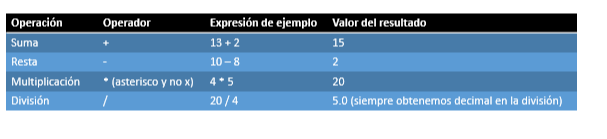 Operación Operador Expresión de ejemplo Valor del resultado
Suma + 13 + 2 15
Resta - 10 – 8 2
Multiplicación * (asterisco y no x) 4 * 5 20
División / 20 / 4 5.0 (siempre obtenemos decimal en la división)